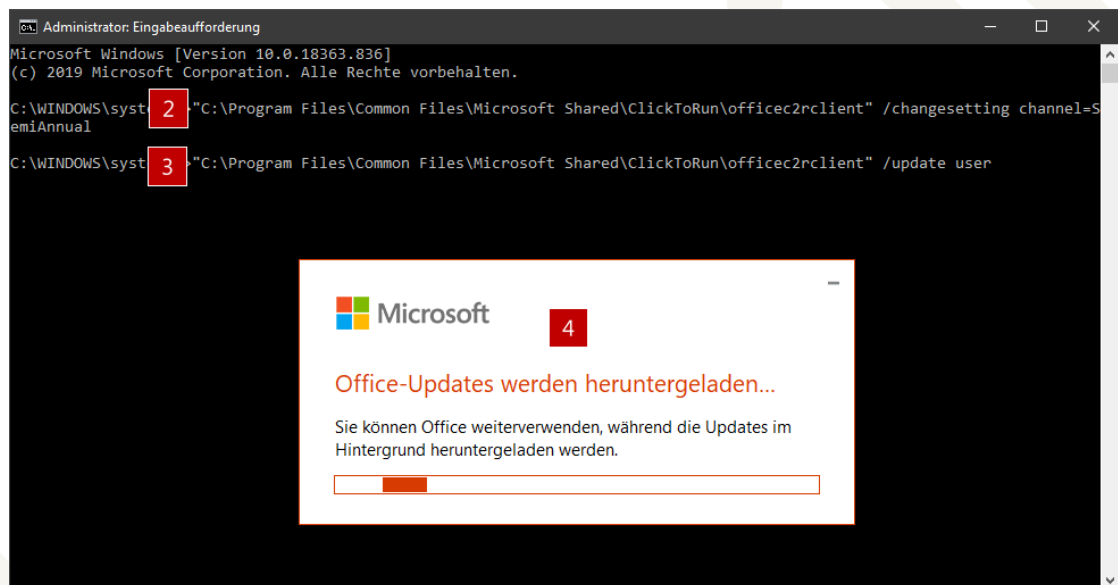 Administrator: Eingabeaufforderung
Microsoft Windows [Version 10.0.18363.836]
(c) 2019 Microsoft Corporation. Alle Rechte vorbehalten.
C:\WINDOWS\syst 2 >"C:\Program Files\Common Files\Microsoft Shared\ClickToRun\officec2rclient" /changesetting channel=S
emiAnnual
C:\WINDOWS\syst 3 >"C:\Program Files\Common Files\Microsoft Shared\ClickToRun\officec2rclient" /update user
Microsoft
4
Office-Updates werden heruntergeladen...
Sie können Office weiterverwenden, während die Updates im
Hintergrund heruntergeladen werden.